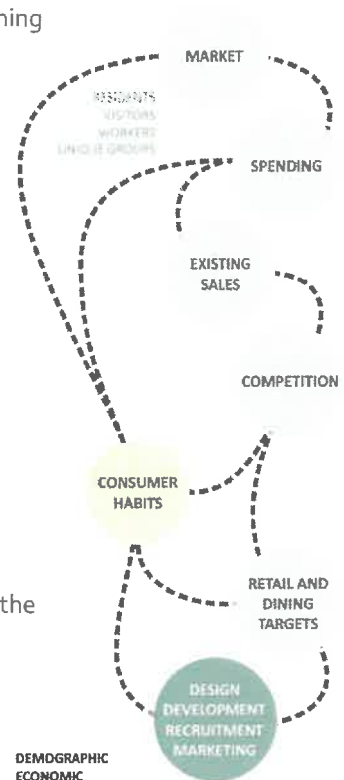 MARKET
RESIDENTS
VISITORS
WORKERS
UNIQUE GROUPS
SPENDING
EXISTING
SALES
COMPETITION
CONSUMER
HABITS
the
RETAIL AND
DINING
TARGETS
DESIGN
DEVELOPMENT
RECRUITMENT
MARKETING
DEMOGRAPHIC
ECONOMIC